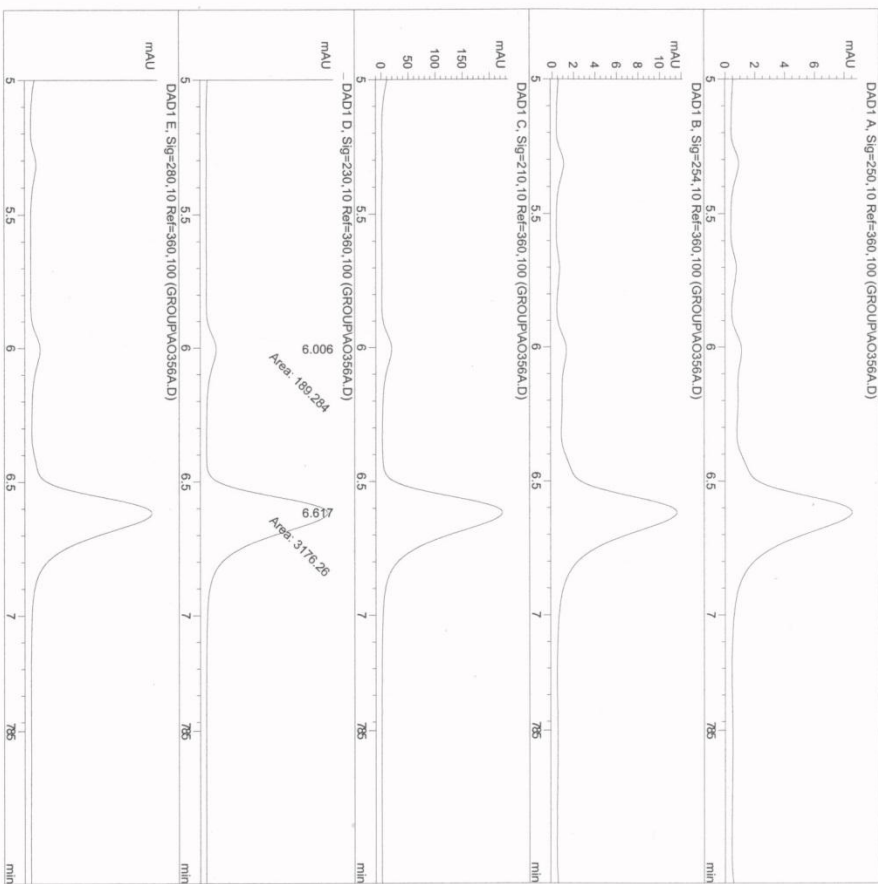 DAD1 A, Sig=250,10 Ref=360,100 (GROUP\AO356A.D)
mAU
6
4
2
0
5
5.5
6
6.5
7
min
DAD1 B, Sig=254,10 Ref=360,100 (GROUP\AO356A.D)
mAU
10
8
6
4
2
0
5
5.5
6
6.5
7
min
DAD1 C, Sig=210,10 Ref=360,100 (GROUP\AO356A.D)
mAU
150
100
50
0
5
5.5
6
6.5
7
min
DAD1 D, Sig=230,10 Ref=360,100 (GROUP\AO356A.D)
mAU
6.006
Area: 189.284
6.617
Area: 3176.26
5
5.5
6
6.5
7
min
DAD1 E, Sig=280,10 Ref=360,100 (GROUP\AO356A.D)
mAU
5
5.5
6
6.5
7
min